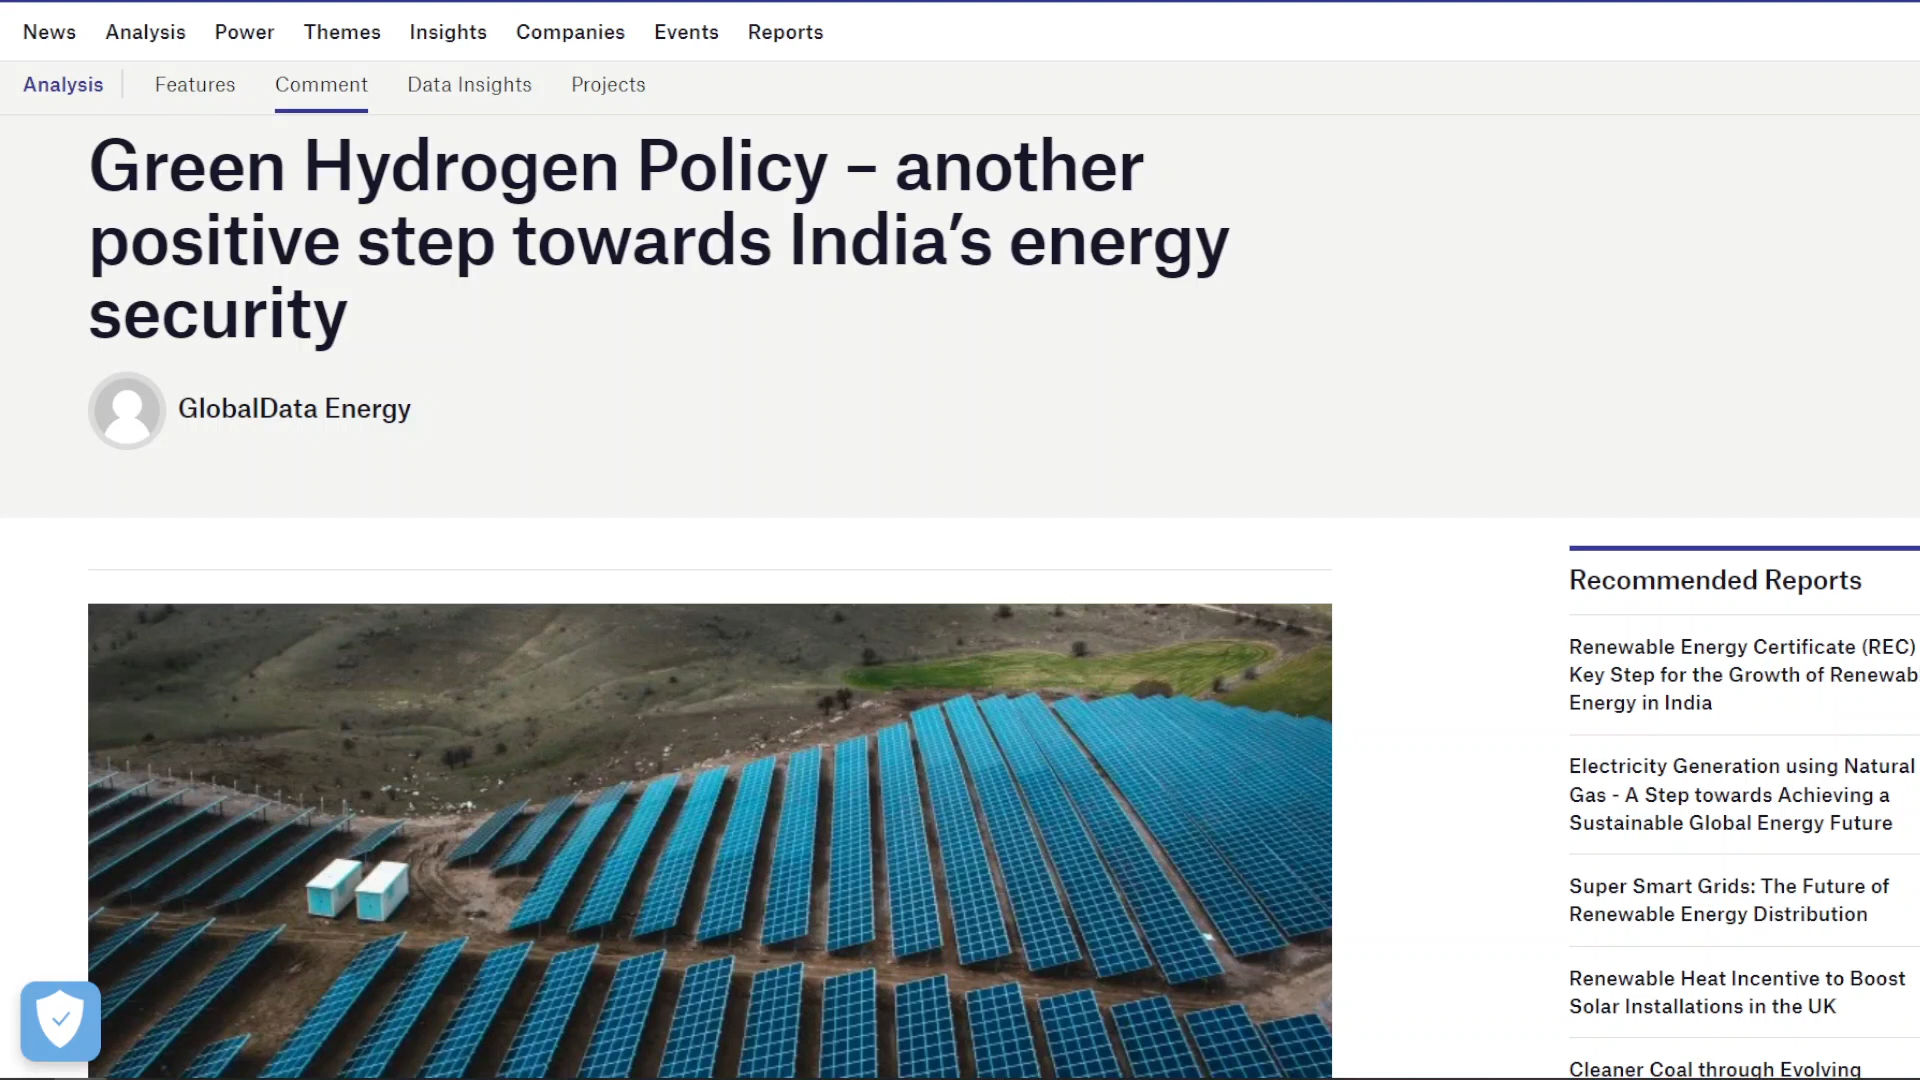 News Analysis Power Themes Insights Companies Events Reports
Analysis Features Comment Data Insights Projects
Green Hydrogen Policy – another
positive step towards India’s energy
security
GlobalData Energy
Recommended Reports
Renewable Energy Certificate (REC)
Key Step for the Growth of Renewab
Energy in India
Electricity Generation using Natural
Gas - A Step towards Achieving a
Sustainable Global Energy Future
Super Smart Grids: The Future of
Renewable Energy Distribution
Renewable Heat Incentive to Boost
Solar Installations in the UK
Cleaner Coal through Evolving